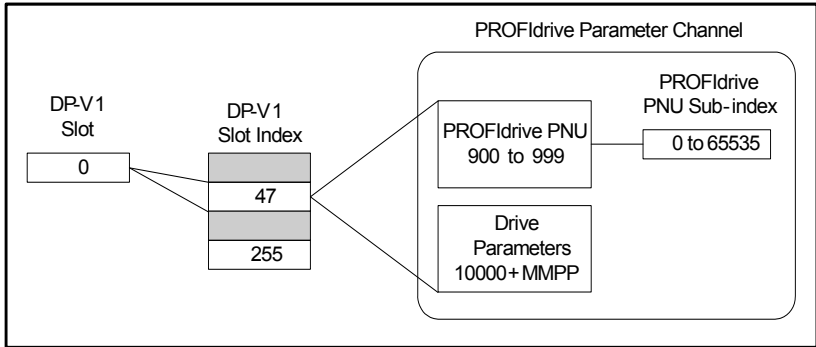 PROFIdrive Parameter Channel
DP-V1
Slot
0
DP-V1
Slot Index
47
255
PROFIdrive PNU
900 to 999
PROFIdrive
PNU Sub-index
0 to 65535
Drive
Parameters
10000+MMPP